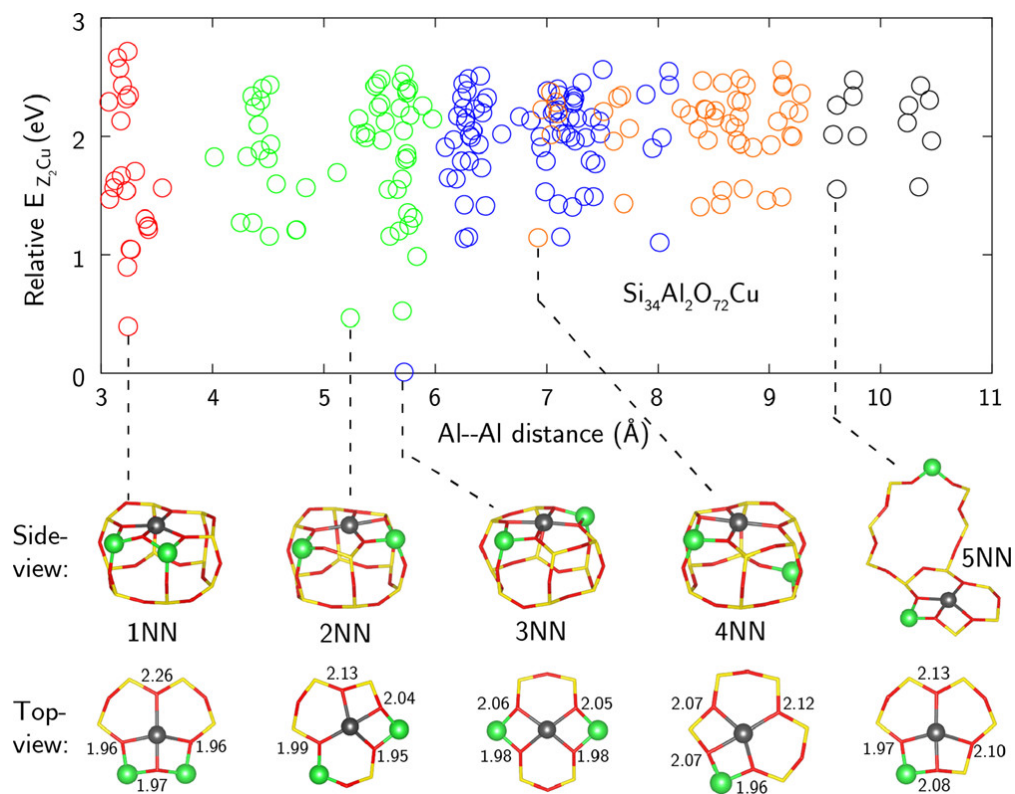 3
2
1
0
Relative E Z₂Cu (eV)
Si₃₄Al₂O₇₂Cu
3 4 5 6 7 8 9 10 11
Al--Al distance (Å)
Side-
view:
1NN 2NN 3NN 4NN 5NN
Top-
view:
2.26 1.96 1.96 1.97
2.13 2.04 1.99 1.95
2.06 2.05 1.98 1.98
2.07 2.12 2.07 1.96
2.13 1.97 2.10 2.08